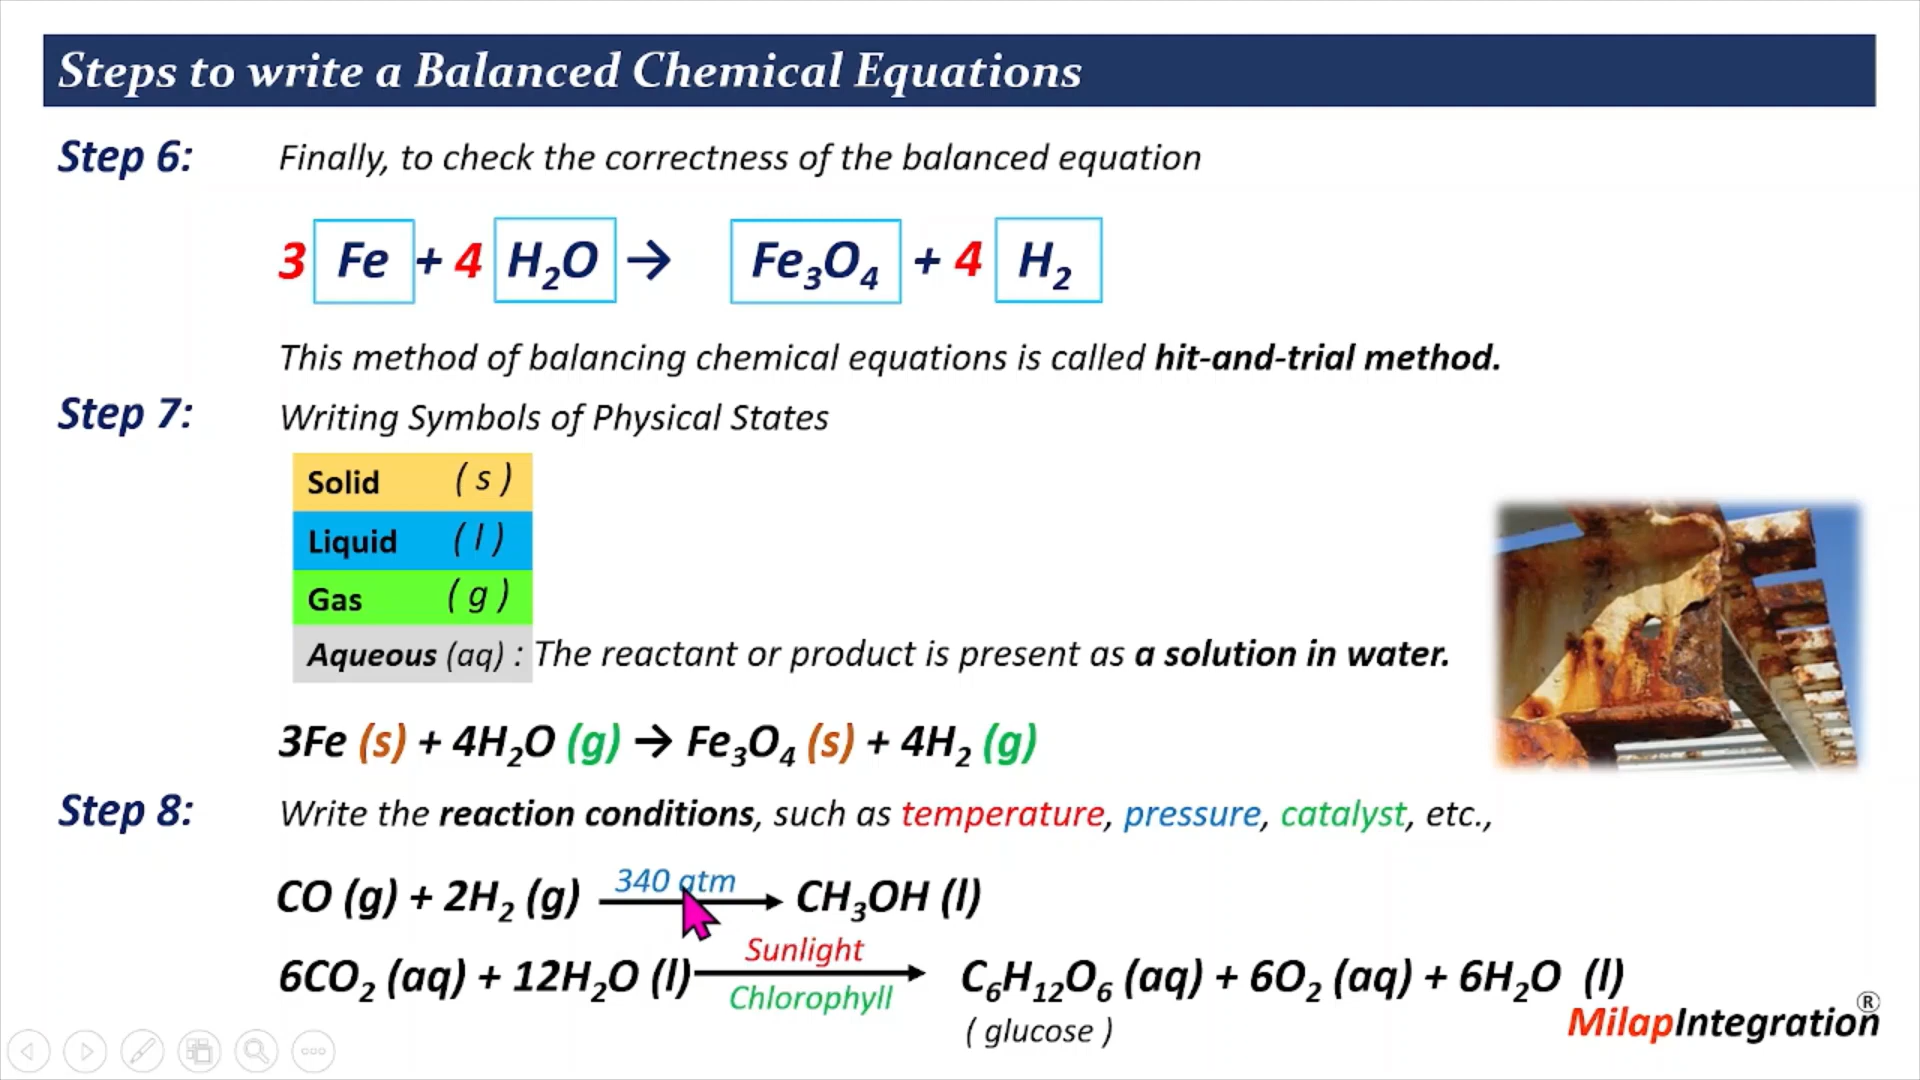 Steps to write a Balanced Chemical Equations
Step 6: Finally, to check the correctness of the balanced equation
3 Fe + 4 H₂O → Fe₃O₄ + 4 H₂
This method of balancing chemical equations is called hit-and-trial method.
Step 7: Writing Symbols of Physical States
Solid ( s )
Liquid ( l )
Gas ( g )
Aqueous (aq) : The reactant or product is present as a solution in water.
3Fe (s) + 4H₂O (g) → Fe₃O₄ (s) + 4H₂ (g)
Step 8: Write the reaction conditions, such as temperature, pressure, catalyst, etc.,
340 atm
CO (g) + 2H₂ (g) → CH₃OH (l)
Sunlight
6CO₂ (aq) + 12H₂O (l) → C₆H₁₂O₆ (aq) + 6O₂ (aq) + 6H₂O (l)
Chlorophyll
( glucose )
MilapIntegration®